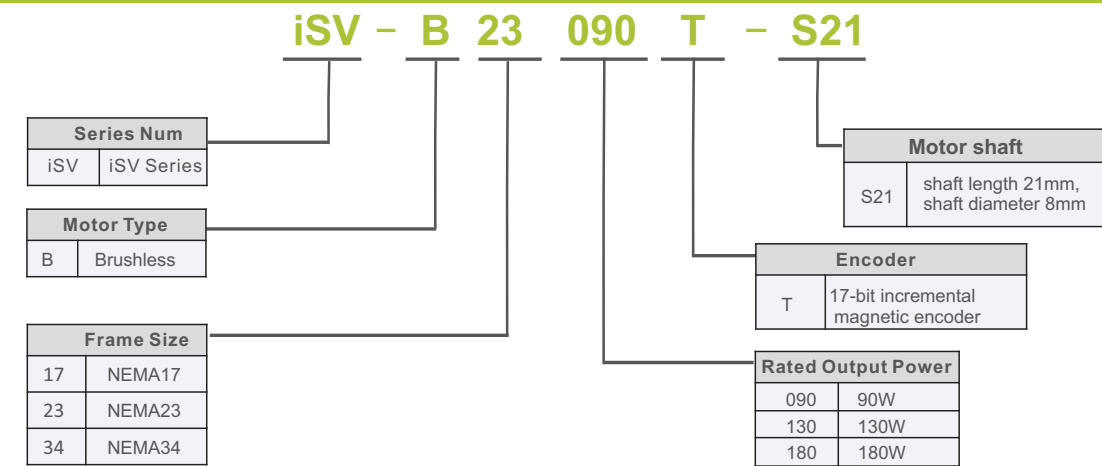 iSV - B 23 090 T - S21
Series Num
iSV iSV Series
Motor Type
B Brushless
Frame Size
17 NEMA17
23 NEMA23
34 NEMA34
Motor shaft
S21 shaft length 21mm,
shaft diameter 8mm
Encoder
T 17-bit incremental
magnetic encoder
Rated Output Power
090 90W
130 130W
180 180W